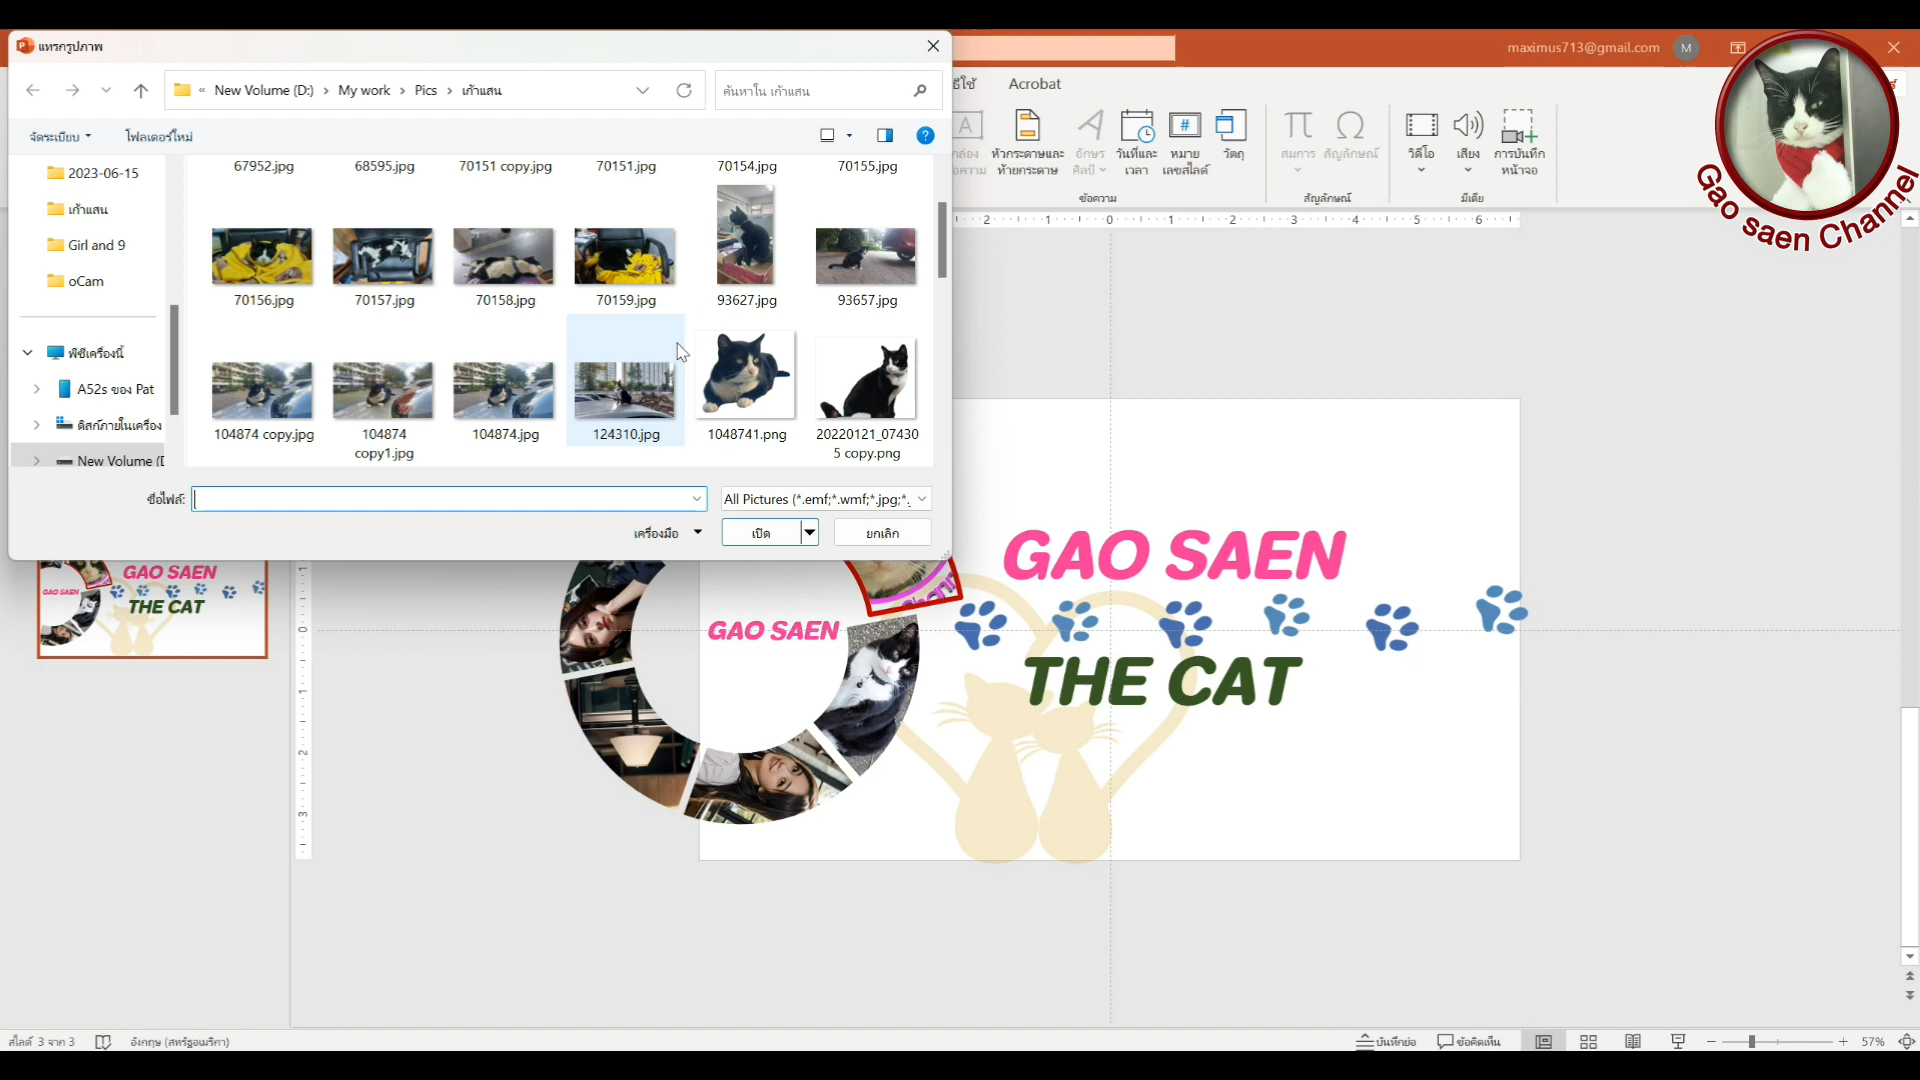 แทรกรูปภาพ
maximus713@gmail.com
M
« New Volume (D:) › My work › Pics › เก้าแสน
ค้นหาใน เก้าแสน
Acrobat
จัดระเบียบ
โฟลเดอร์ใหม่
2023-06-15
เก้าแสน
Girl and 9
oCam
พีซีเครื่องนี้
A52s ของ Pat
ดิสก์ภายในเครื่อง
New Volume (D
67952.jpg
68595.jpg
70151 copy.jpg
70151.jpg
70154.jpg
70155.jpg
70156.jpg
70157.jpg
70158.jpg
70159.jpg
93627.jpg
93657.jpg
104874 copy.jpg
104874 copy1.jpg
104874.jpg
124310.jpg
1048741.png
20220121_07430
5 copy.png
ชื่อไฟล์:
All Pictures (*.emf;*.wmf;*.jpg;*.
เครื่องมือ
เปิด
ยกเลิก
หัวกระดาษและ
ท้ายกระดาษ
อักษร
ศิลป์
วันที่และ
เวลา
หมาย
เลขสไลด์
วัตถุ
สมการ
สัญลักษณ์
วิดีโอ
เสียง
การบันทึก
หน้าจอ
ข้อความ
สัญลักษณ์
มีเดีย
Gao saen Channel
GAO SAEN
THE CAT
GAO SAEN
GAO SAEN
GAO SAEN
THE CAT
สไลด์ 3 จาก 3
อังกฤษ (สหรัฐอเมริกา)
บันทึกย่อ
ข้อคิดเห็น
57%